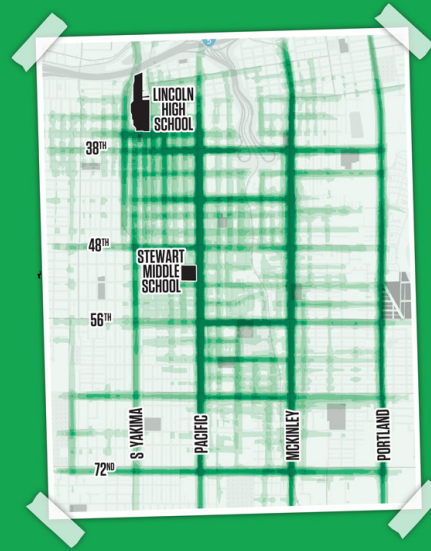 LINCOLN
HIGH
SCHOOL
38TH
48TH
STEWART
MIDDLE
SCHOOL
56TH
S YAKIMA
PACIFIC
MCKINLEY
PORTLAND
72ND